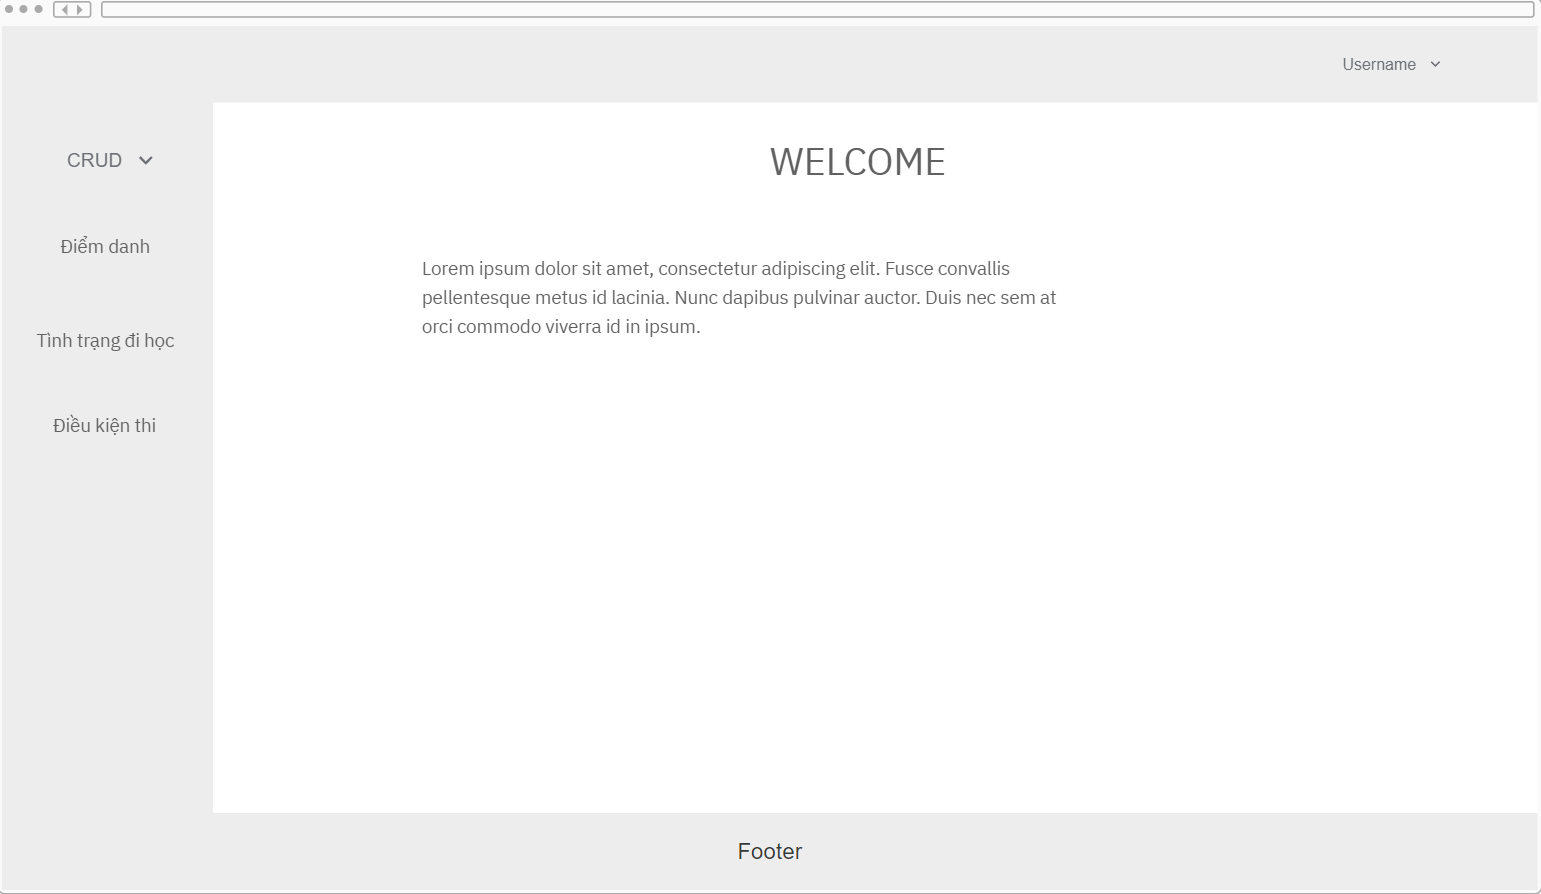 Username
CRUD
WELCOME
Điểm danh
Lorem ipsum dolor sit amet, consectetur adipiscing elit. Fusce convallis
pellentesque metus id lacinia. Nunc dapibus pulvinar auctor. Duis nec sem at
orci commodo viverra id in ipsum.
Tình trạng đi học
Điều kiện thi
Footer